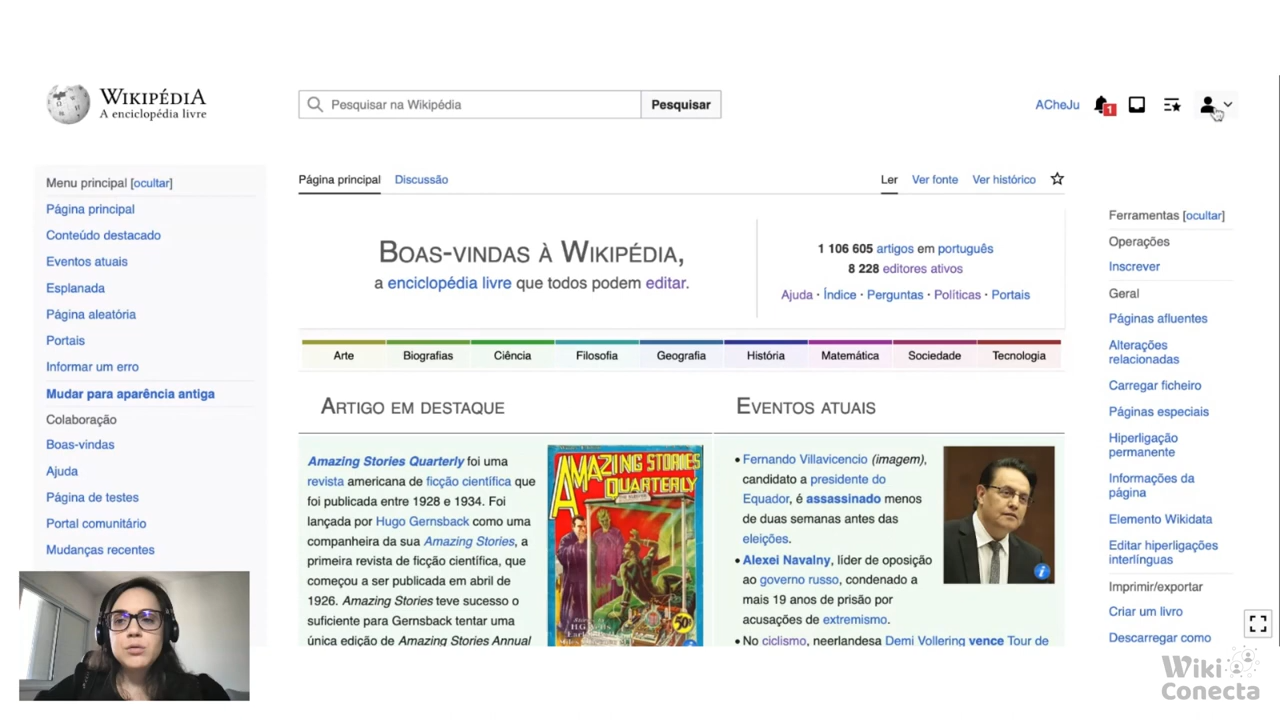 WIKIPÉDIA
A enciclopédia livre
Pesquisar na Wikipédia
Pesquisar
ACheJu
1
Menu principal [ocultar]
Página principal
Conteúdo destacado
Eventos atuais
Esplanada
Página aleatória
Portais
Informar um erro
Mudar para aparência antiga
Colaboração
Boas-vindas
Ajuda
Página de testes
Portal comunitário
Mudanças recentes
Página principal
Discussão
Ler
Ver fonte
Ver histórico
BOAS-VINDAS À WIKIPÉDIA,
a enciclopédia livre que todos podem editar.
1 106 605 artigos em português
8 228 editores ativos
Ajuda · Índice · Perguntas · Políticas · Portais
Arte
Biografias
Ciência
Filosofia
Geografia
História
Matemática
Sociedade
Tecnologia
ARTIGO EM DESTAQUE
Amazing Stories Quarterly foi uma
revista americana de ficção científica que
foi publicada entre 1928 e 1934. Foi
lançada por Hugo Gernsback como uma
companheira da sua Amazing Stories, a
primeira revista de ficção científica, que
começou a ser publicada em abril de
1926. Amazing Stories teve sucesso o
suficiente para Gernsback tentar uma
única edição de Amazing Stories Annual
AMAZING STORIES
QUARTERLY
50¢
EVENTOS ATUAIS
• Fernando Villavicencio (imagem),
candidato a presidente do
Equador, é assassinado menos
de duas semanas antes das
eleições.
• Alexei Navalny, líder de oposição
ao governo russo, condenado a
mais 19 anos de prisão por
acusações de extremismo.
• No ciclismo, neerlandesa Demi Vollering vence Tour de
Ferramentas [ocultar]
Operações
Inscrever
Geral
Páginas afluentes
Alterações
relacionadas
Carregar ficheiro
Páginas especiais
Hiperligação
permanente
Informações da
página
Elemento Wikidata
Editar hiperligações
interlínguas
Imprimir/exportar
Criar um livro
Descarregar como
Wiki
Conecta